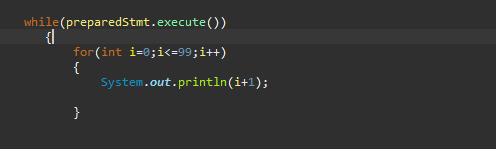 while(preparedStmt.execute())
{
for(int i=0;i<=99;i++)
{
System.out.println(i+1);
}